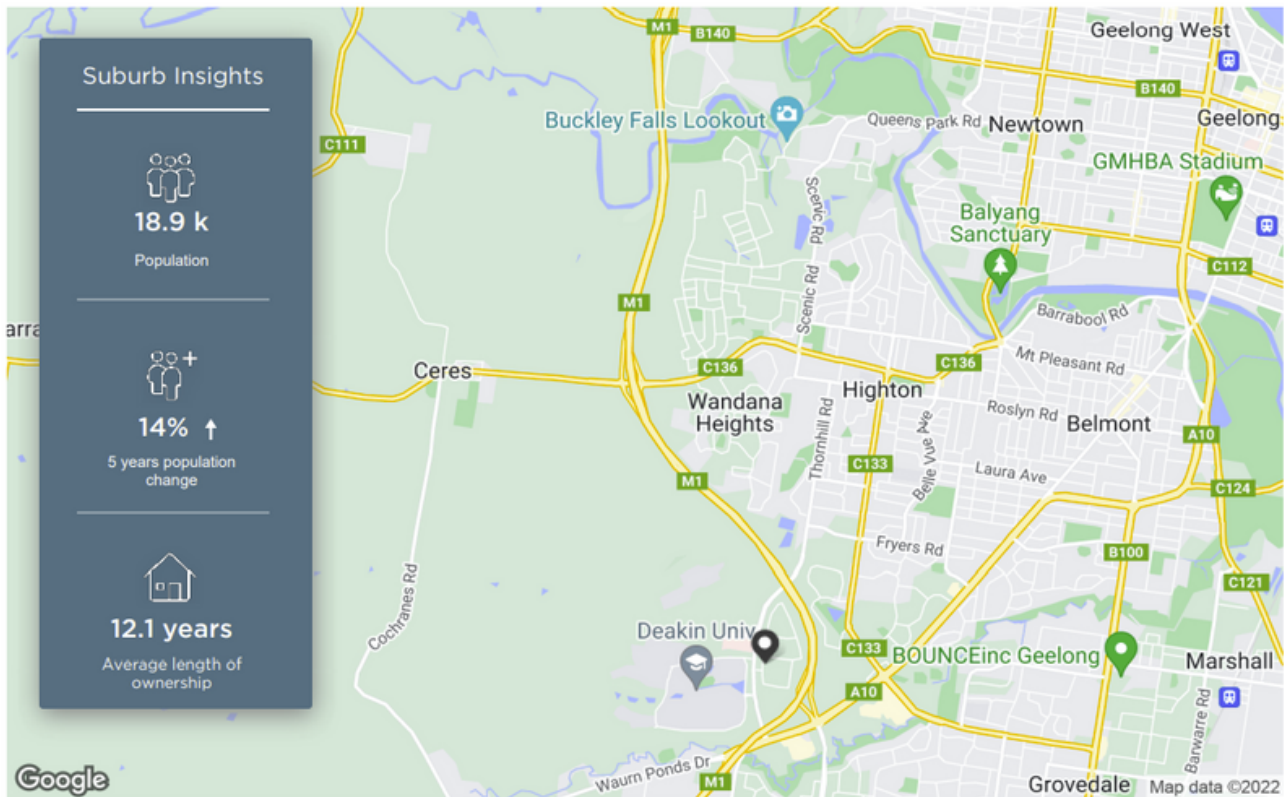 Suburb Insights
18.9 k
Population
14%
5 years population
change
12.1 years
Average length of
ownership
M1
B140
Geelong West
B140
Buckley Falls Lookout
Queens Park Rd
Newtown
Geelong
C111
GMHBA Stadium
Scenic Rd
Balyang
Sanctuary
C112
Scenic Rd
M1
Barrabool Rd
C136
C136
Mt Pleasant Rd
Ceres
Wandana
Heights
Highton
Roslyn Rd
Belmont
A10
Thornhill Rd
Belle Vue Ave
C133
Laura Ave
M1
C124
Fryers Rd
B100
C121
Cochranes Rd
Deakin Univ
C133
BOUNCEinc Geelong
Marshall
A10
Barwarre Rd
Waurn Ponds Dr
M1
Grovedale
Google
Map data ©2022